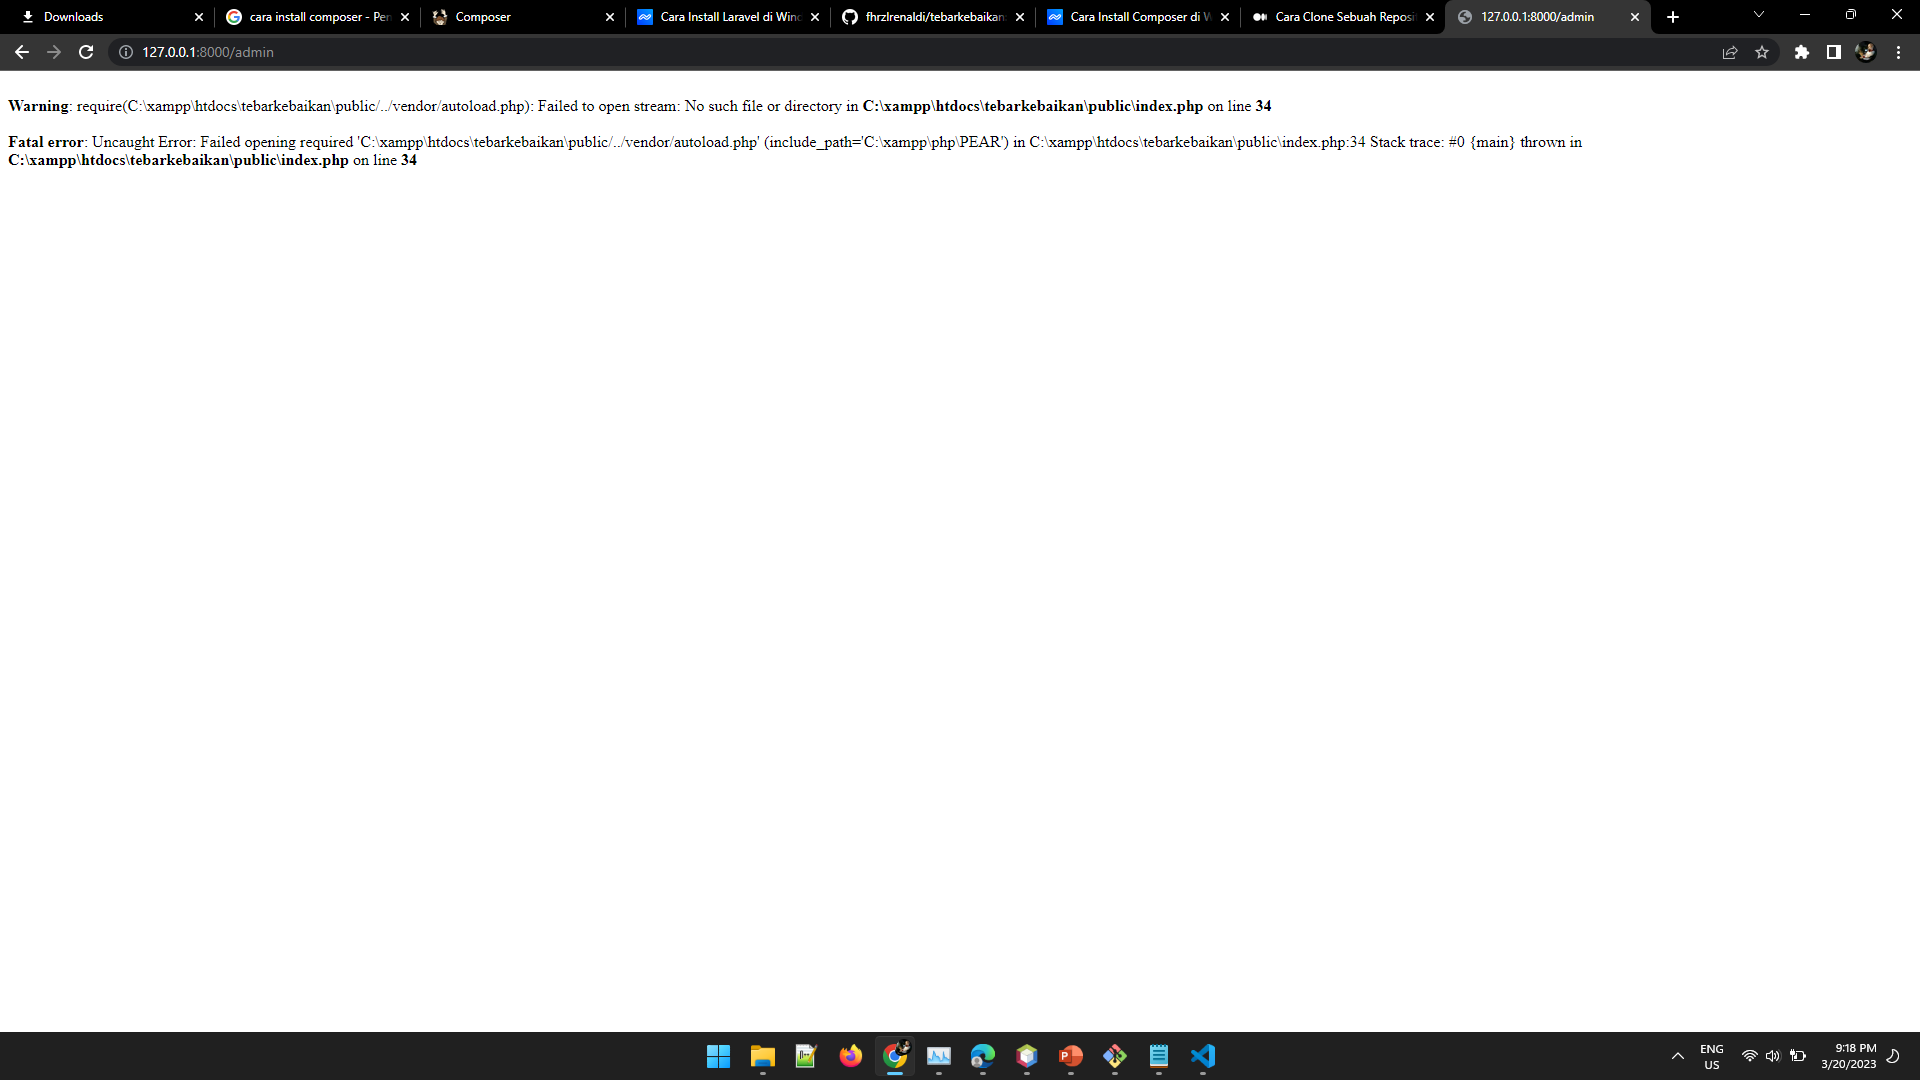 Downloads
cara install composer - Pen
Composer
Cara Install Laravel di Wind
fhrzlrenaldi/tebarkebaikan
Cara Install Composer di W
Cara Clone Sebuah Reposi
127.0.0.1:8000/admin
127.0.0.1:8000/admin
Warning: require(C:\xampp\htdocs\tebarkebaikan\public/../vendor/autoload.php): Failed to open stream: No such file or directory in C:\xampp\htdocs\tebarkebaikan\public\index.php on line 34
Fatal error: Uncaught Error: Failed opening required 'C:\xampp\htdocs\tebarkebaikan\public/../vendor/autoload.php' (include_path='C:\xampp\php\PEAR') in C:\xampp\htdocs\tebarkebaikan\public\index.php:34 Stack trace: #0 {main} thrown in
C:\xampp\htdocs\tebarkebaikan\public\index.php on line 34
ENG
US
9:18 PM
3/20/2023